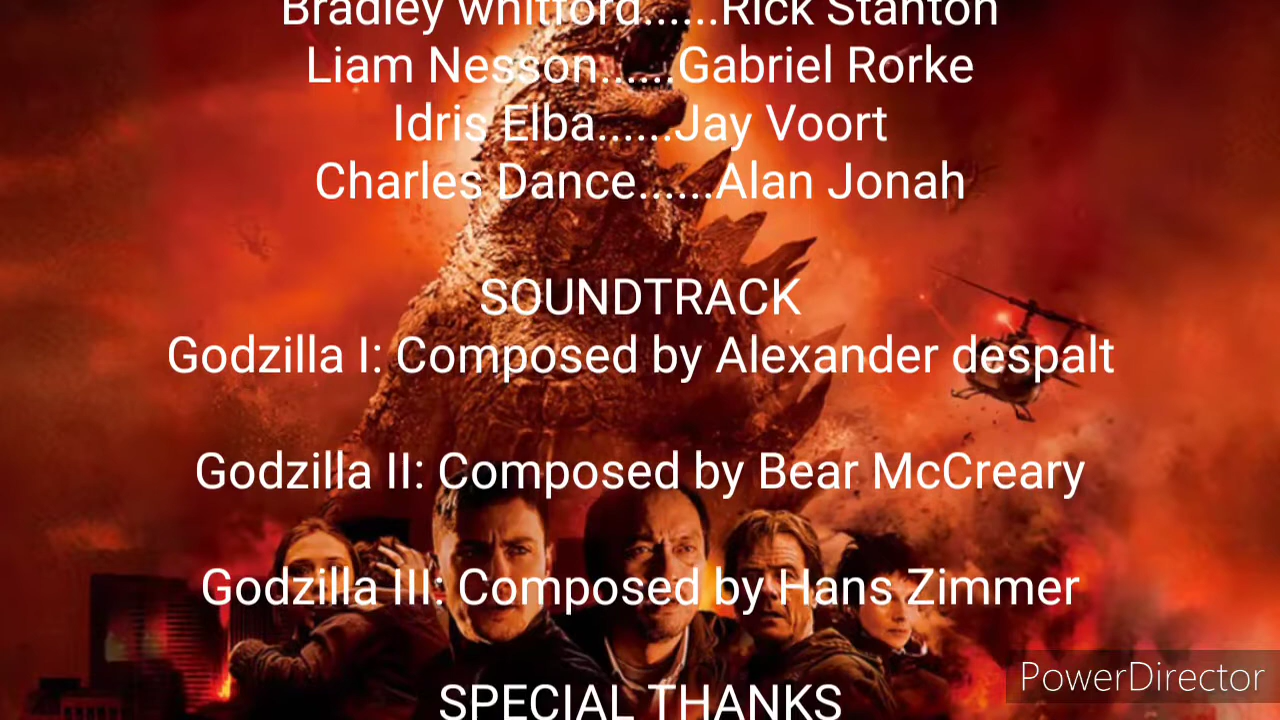 Bradley whitford......Rick Stanton
Liam Nesson......Gabriel Rorke
Idris Elba......Jay Voort
Charles Dance......Alan Jonah
SOUNDTRACK
Godzilla I: Composed by Alexander despalt
Godzilla II: Composed by Bear McCreary
Godzilla III: Composed by Hans Zimmer
SPECIAL THANKS
PowerDirector